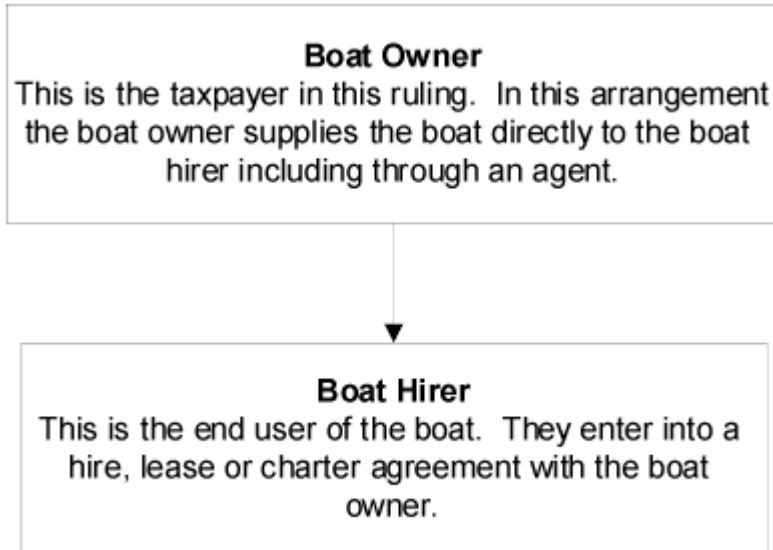 Boat Owner
This is the taxpayer in this ruling.  In this arrangement
the boat owner supplies the boat directly to the boat
hirer including through an agent.
Boat Hirer
This is the end user of the boat.  They enter into a
hire, lease or charter agreement with the boat
owner.